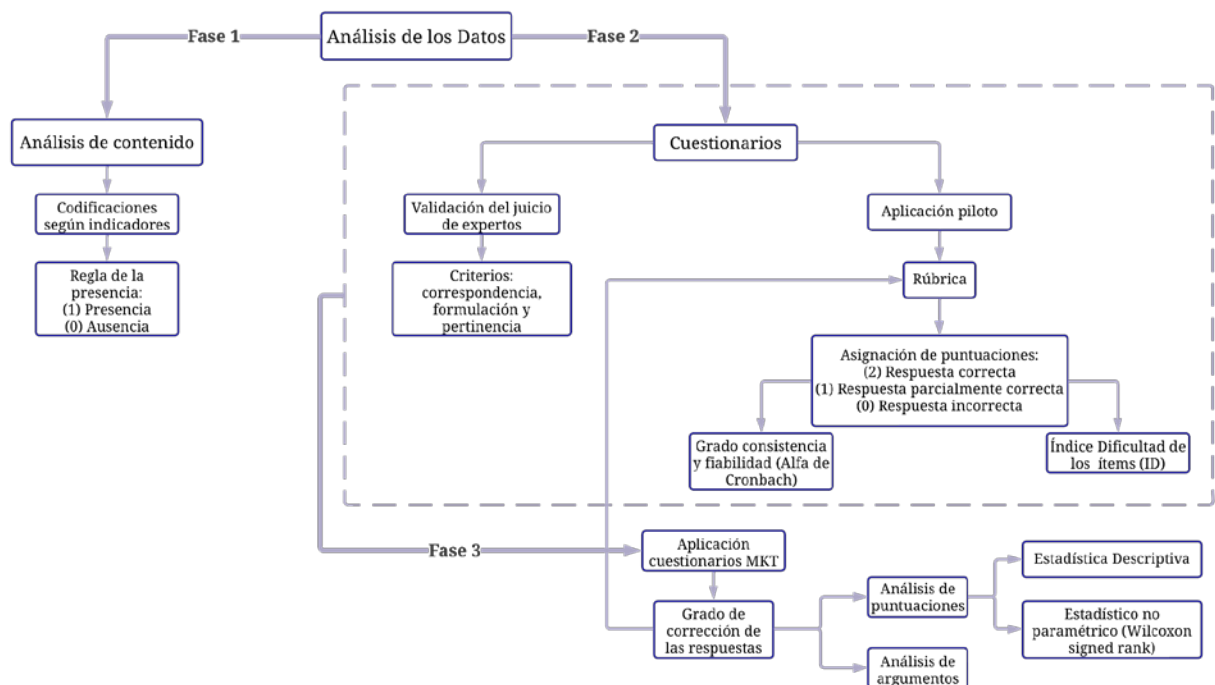 Fase 1
Análisis de los Datos
Fase 2
Análisis de contenido
Codificaciones
según indicadores
Regla de la
presencia:
(1) Presencia
(0) Ausencia
Cuestionarios
Validación del juicio
de expertos
Criterios:
correspondencia,
formulación y
pertinencia
Aplicación piloto
Rúbrica
Asignación de puntuaciones:
(2) Respuesta correcta
(1) Respuesta parcialmente correcta
(0) Respuesta incorrecta
Grado consistencia
y fiabilidad (Alfa de
Cronbach)
Índice Dificultad de
los ítems (ID)
Fase 3
Aplicación
cuestionarios MKT
Grado de
corrección de
las respuestas
Análisis de
puntuaciones
Estadística Descriptiva
Estadístico no
paramétrico (Wilcoxon
signed rank)
Análisis de
argumentos